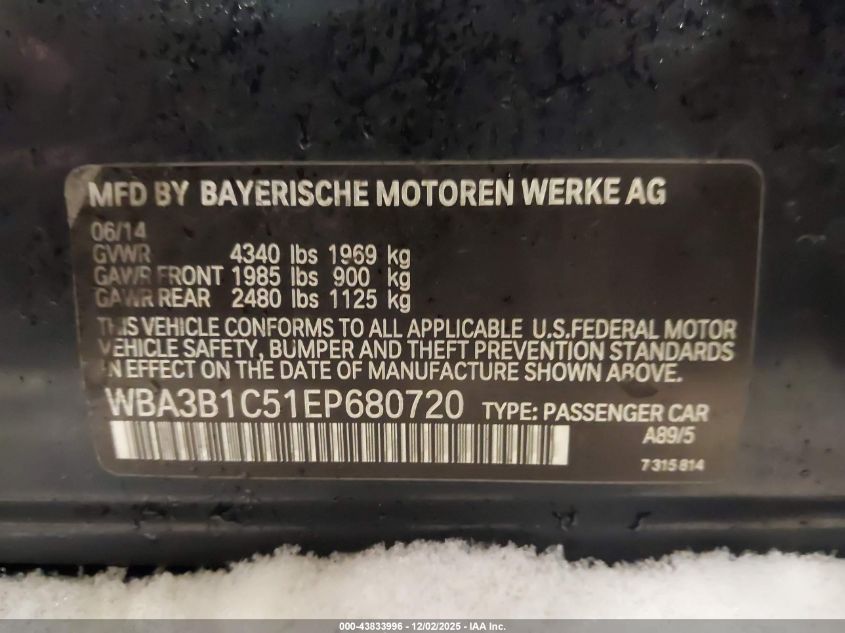 MFD BY BAYERISCHE MOTOREN WERKE AG
06/14
GVWR 4340 lbs 1969 kg
GAWR FRONT 1985 lbs 900 kg
GAWR REAR 2480 lbs 1125 kg
THIS VEHICLE CONFORMS TO ALL APPLICABLE U.S.FEDERAL MOTOR
VEHICLE SAFETY, BUMPER AND THEFT PREVENTION STANDARDS IN
EFFECT ON THE DATE OF MANUFACTURE SHOWN ABOVE.
WBA3B1C51EP680720 TYPE: PASSENGER CAR
A89/5
7 315 814
000-43833996 - 12/02/2025 - IAA Inc.